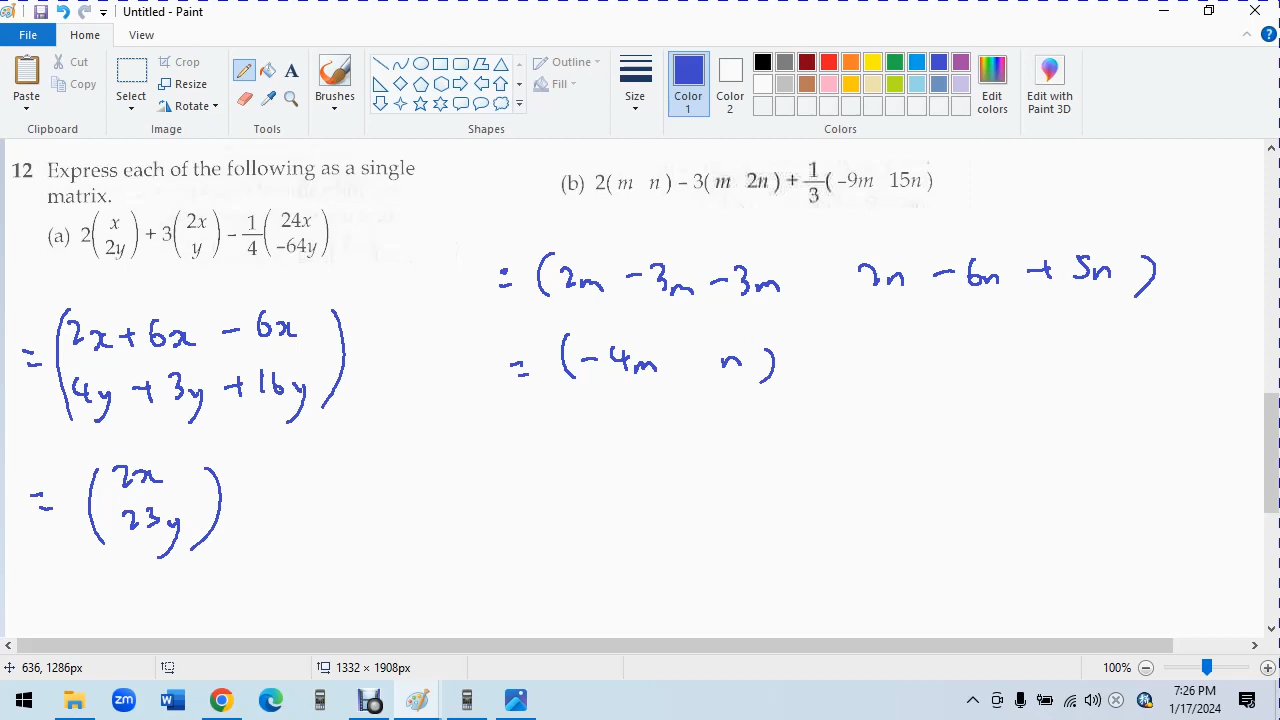 Untitled - Paint
File Home View
Paste Cut Copy Clipboard
Select Crop Resize Rotate Image
Tools
Brushes
Shapes Outline Fill
Size
Color 1 Color 2 Edit colors Colors
Edit with Paint 3D
12 Express each of the following as a single
matrix.
(a) 2(x 2y) + 3(2x y) − 1/4(24x −64y)
= (2x + 6x − 6x
4y + 3y + 16y)
= (2x
23y)
(b) 2(m n) − 3(m 2n) + 1/3(−9m 15n)
= (2m − 3m − 3m 2n − 6n + 5n)
= (−4m n)
636, 1286px 1332 × 1908px 100%
zm
7:26 PM
1/17/2024